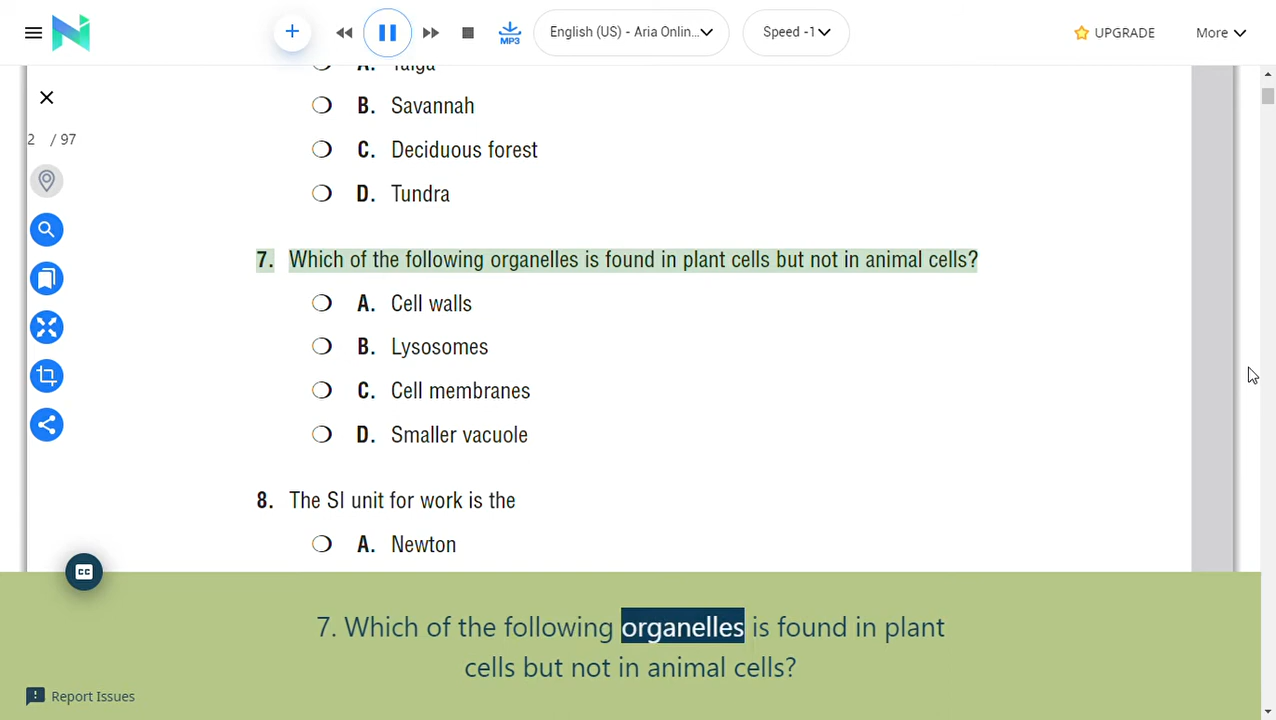 MP3
English (US) - Aria Onlin...
Speed -1
UPGRADE
More
2 / 97
A. Taiga
B. Savannah
C. Deciduous forest
D. Tundra
7. Which of the following organelles is found in plant cells but not in animal cells?
A. Cell walls
B. Lysosomes
C. Cell membranes
D. Smaller vacuole
8. The SI unit for work is the
A. Newton
CC
7. Which of the following organelles is found in plant
cells but not in animal cells?
Report Issues